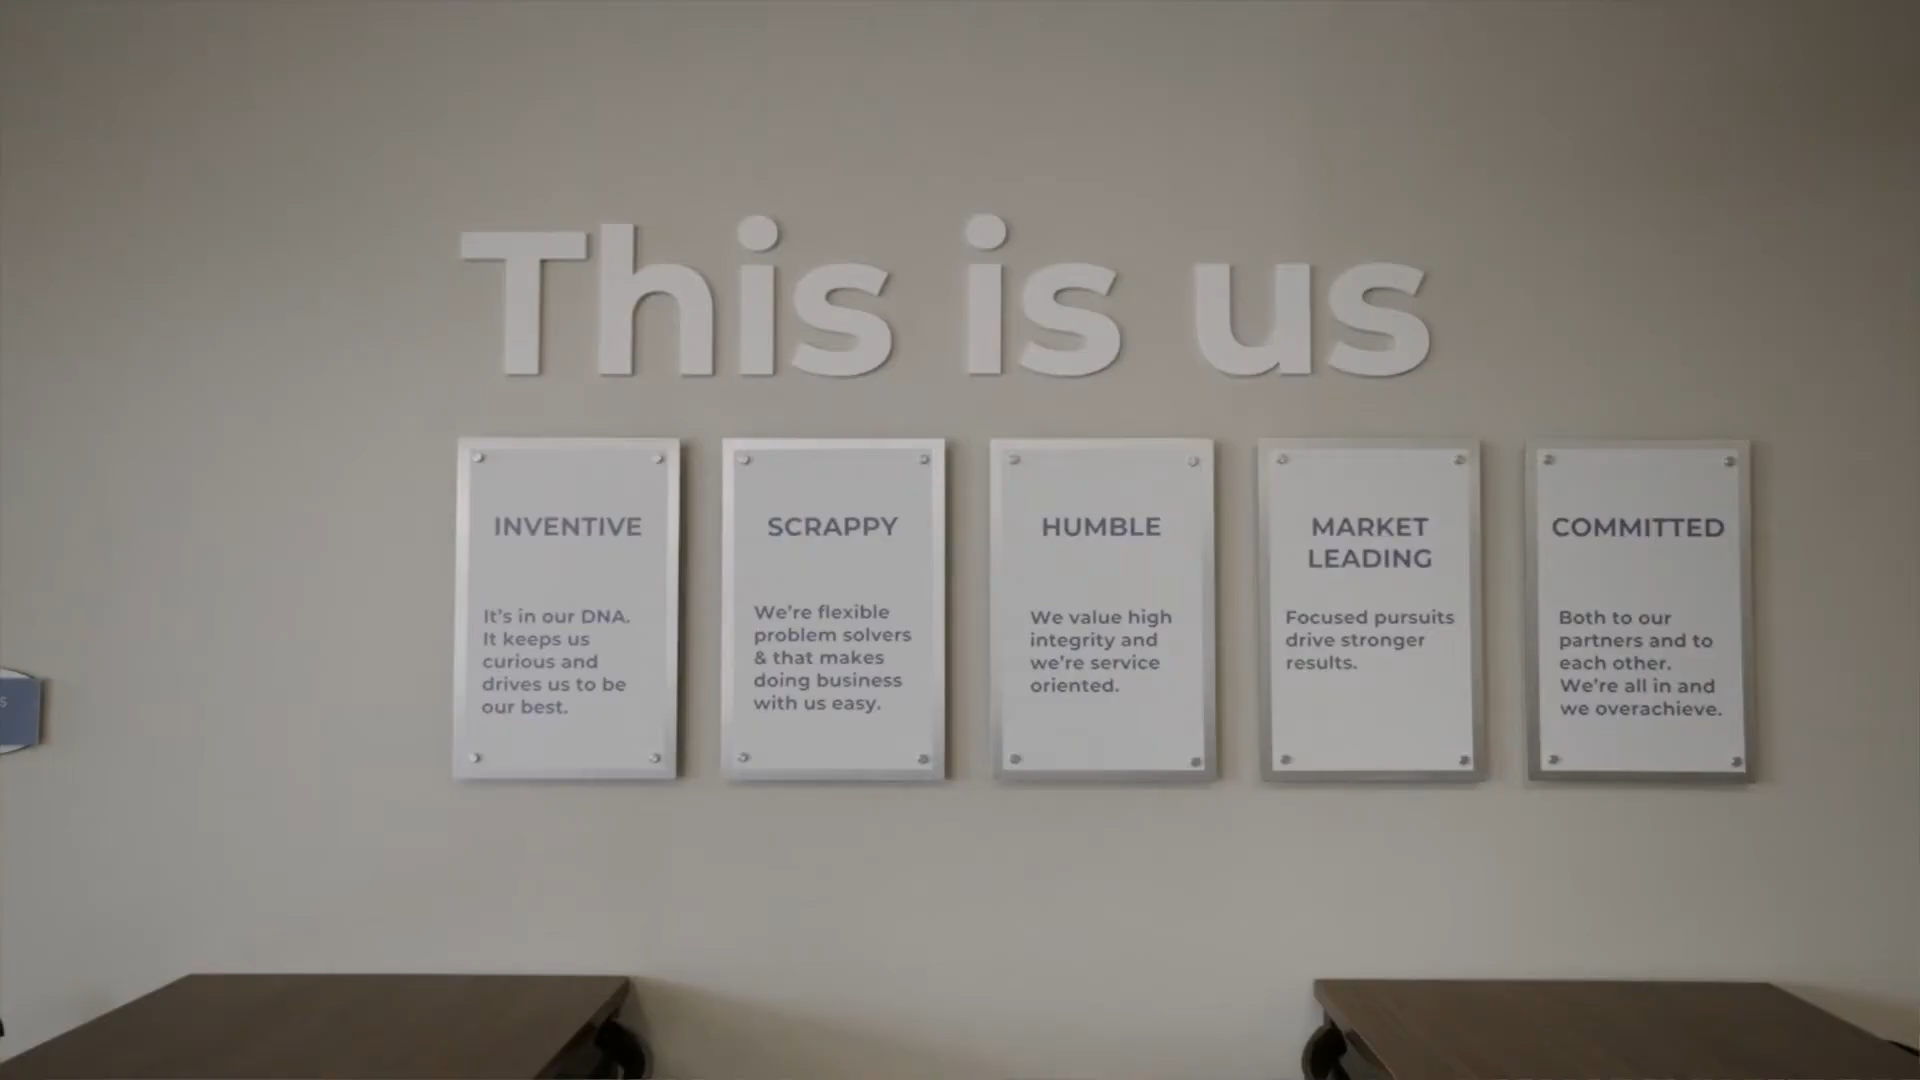 This is us
INVENTIVE
It's in our DNA.
It keeps us
curious and
drives us to be
our best.
SCRAPPY
We're flexible
problem solvers
& that makes
doing business
with us easy.
HUMBLE
We value high
integrity and
we're service
oriented.
MARKET
LEADING
Focused pursuits
drive stronger
results.
COMMITTED
Both to our
partners and to
each other.
We're all in and
we overachieve.